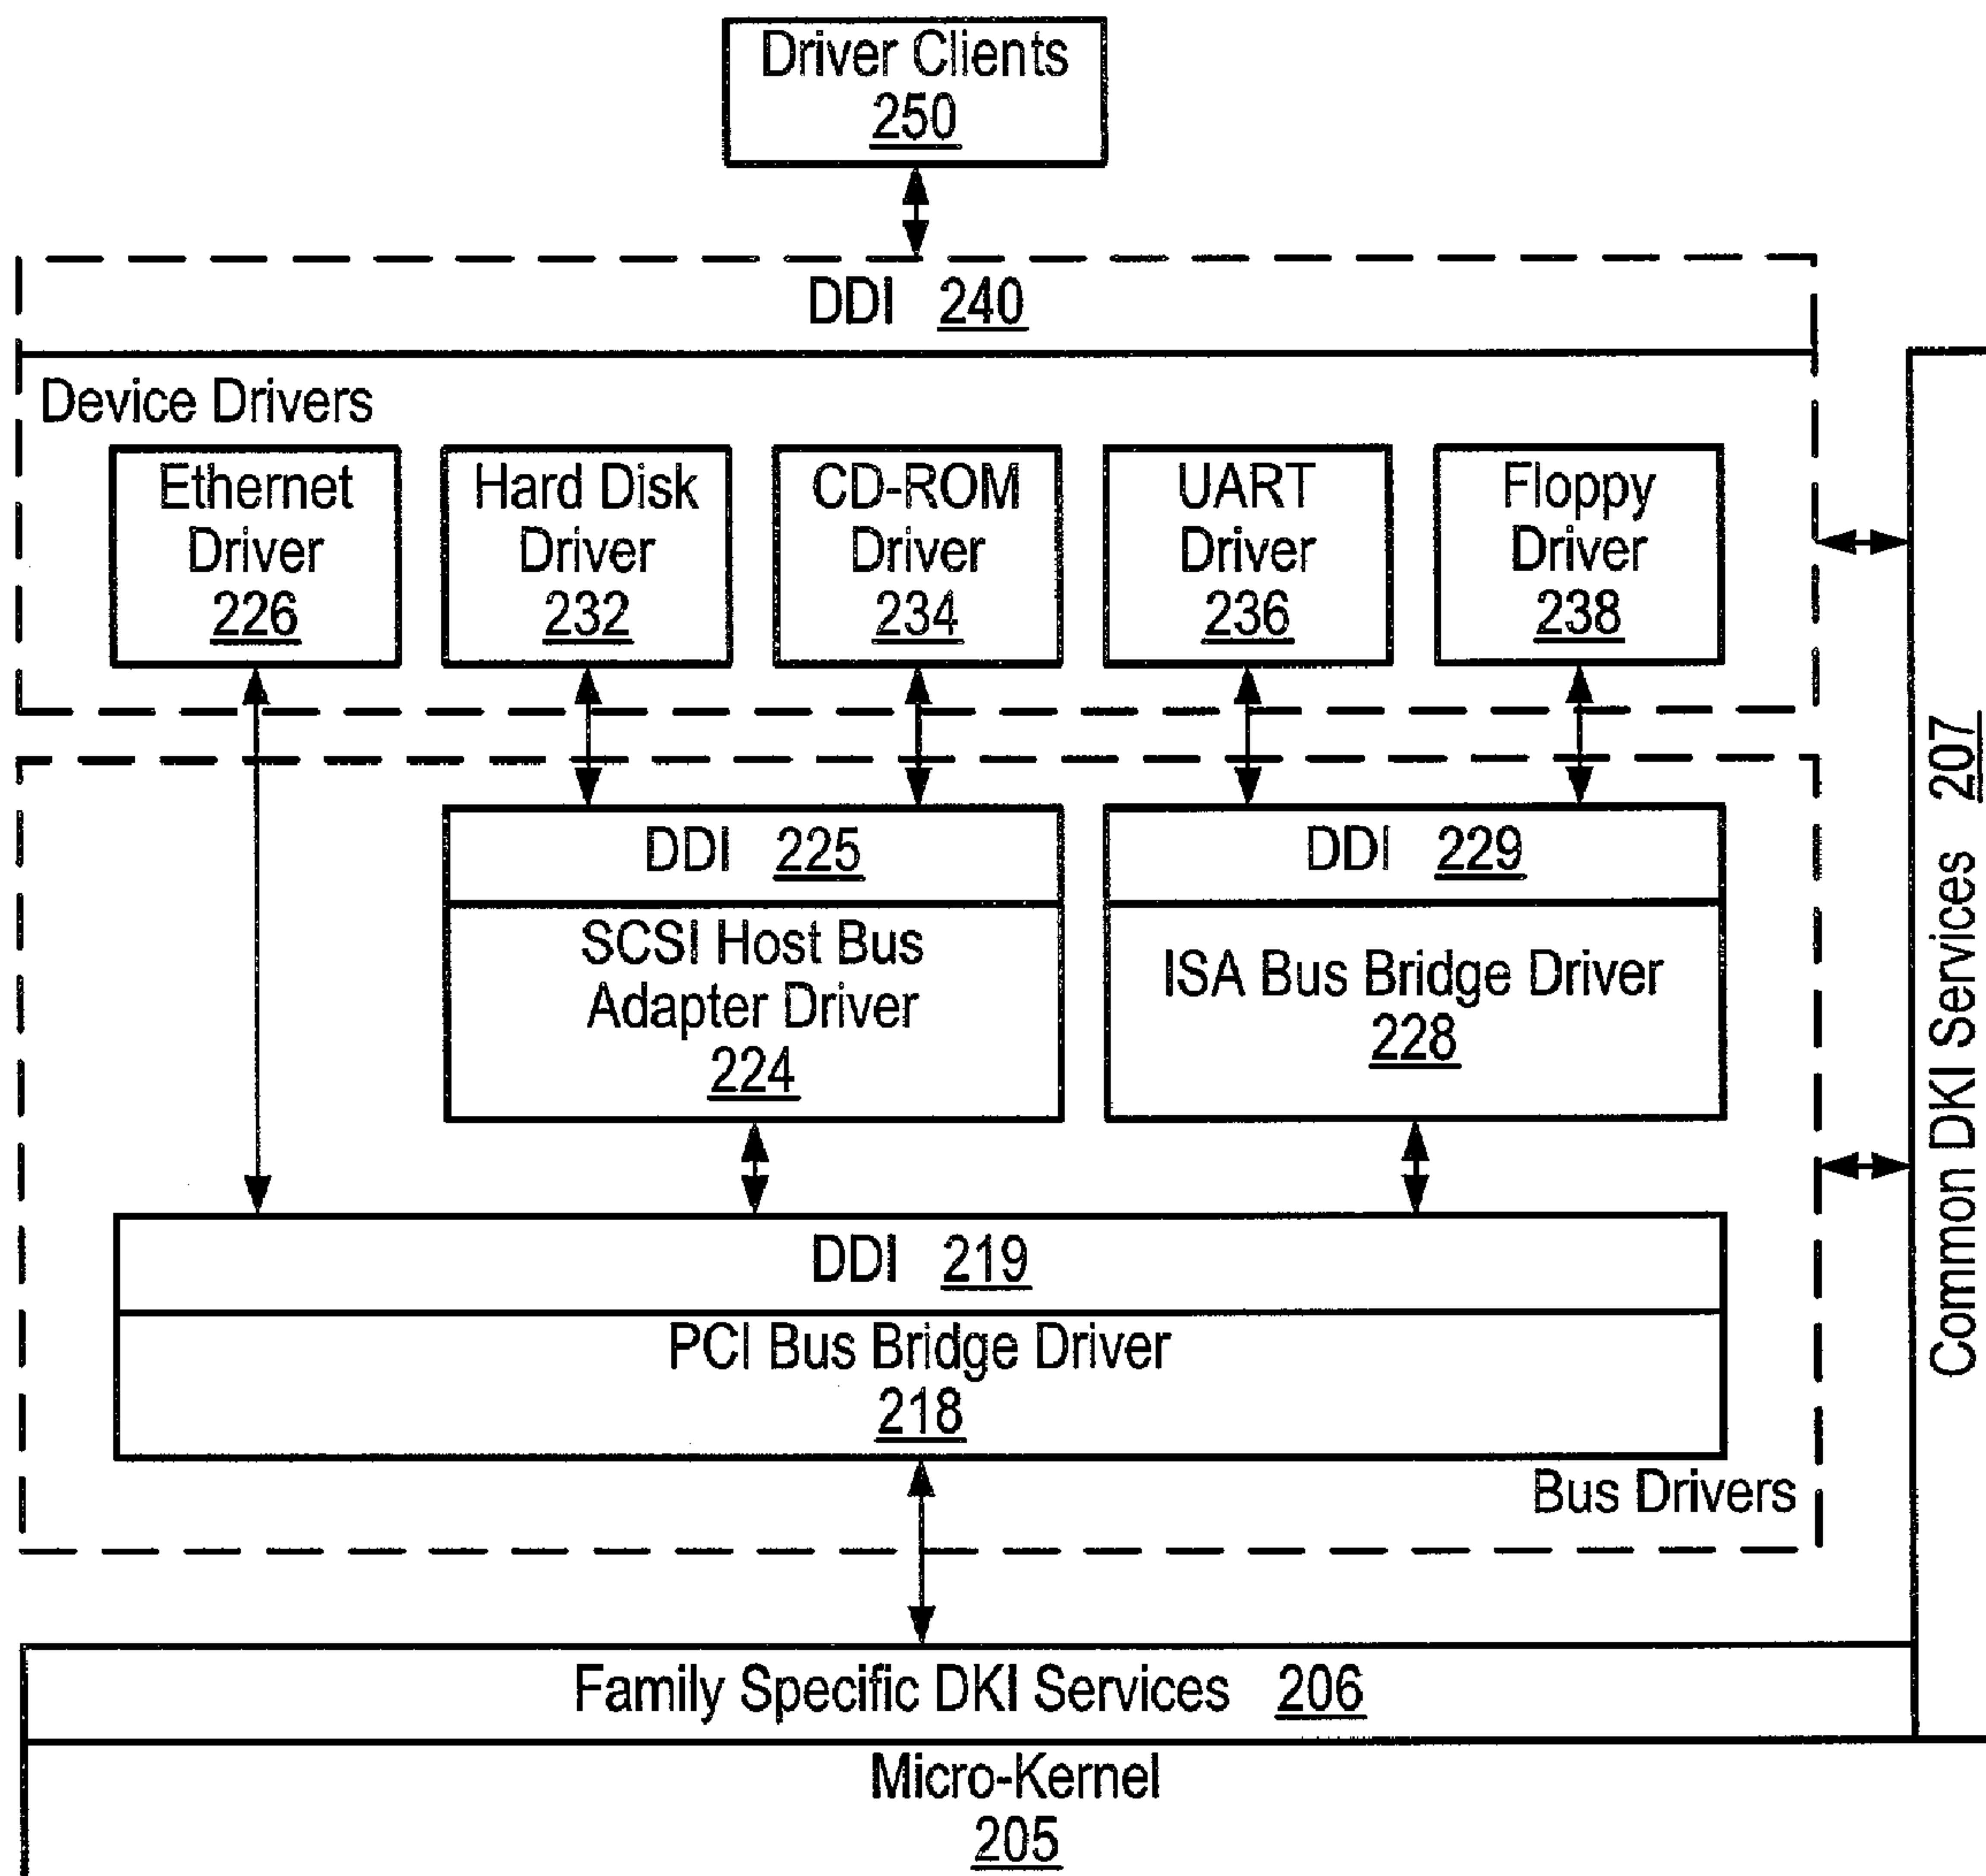 Driver Clients
250
DDI 240
Device Drivers
Ethernet
Driver
226
Hard Disk
Driver
232
CD-ROM
Driver
234
UART
Driver
236
Floppy
Driver
238
DDI 225
SCSI Host Bus
Adapter Driver
224
DDI 229
ISA Bus Bridge Driver
228
DDI 219
PCI Bus Bridge Driver
218
Bus Drivers
Common DKI Services 207
Family Specific DKI Services 206
Micro-Kernel
205